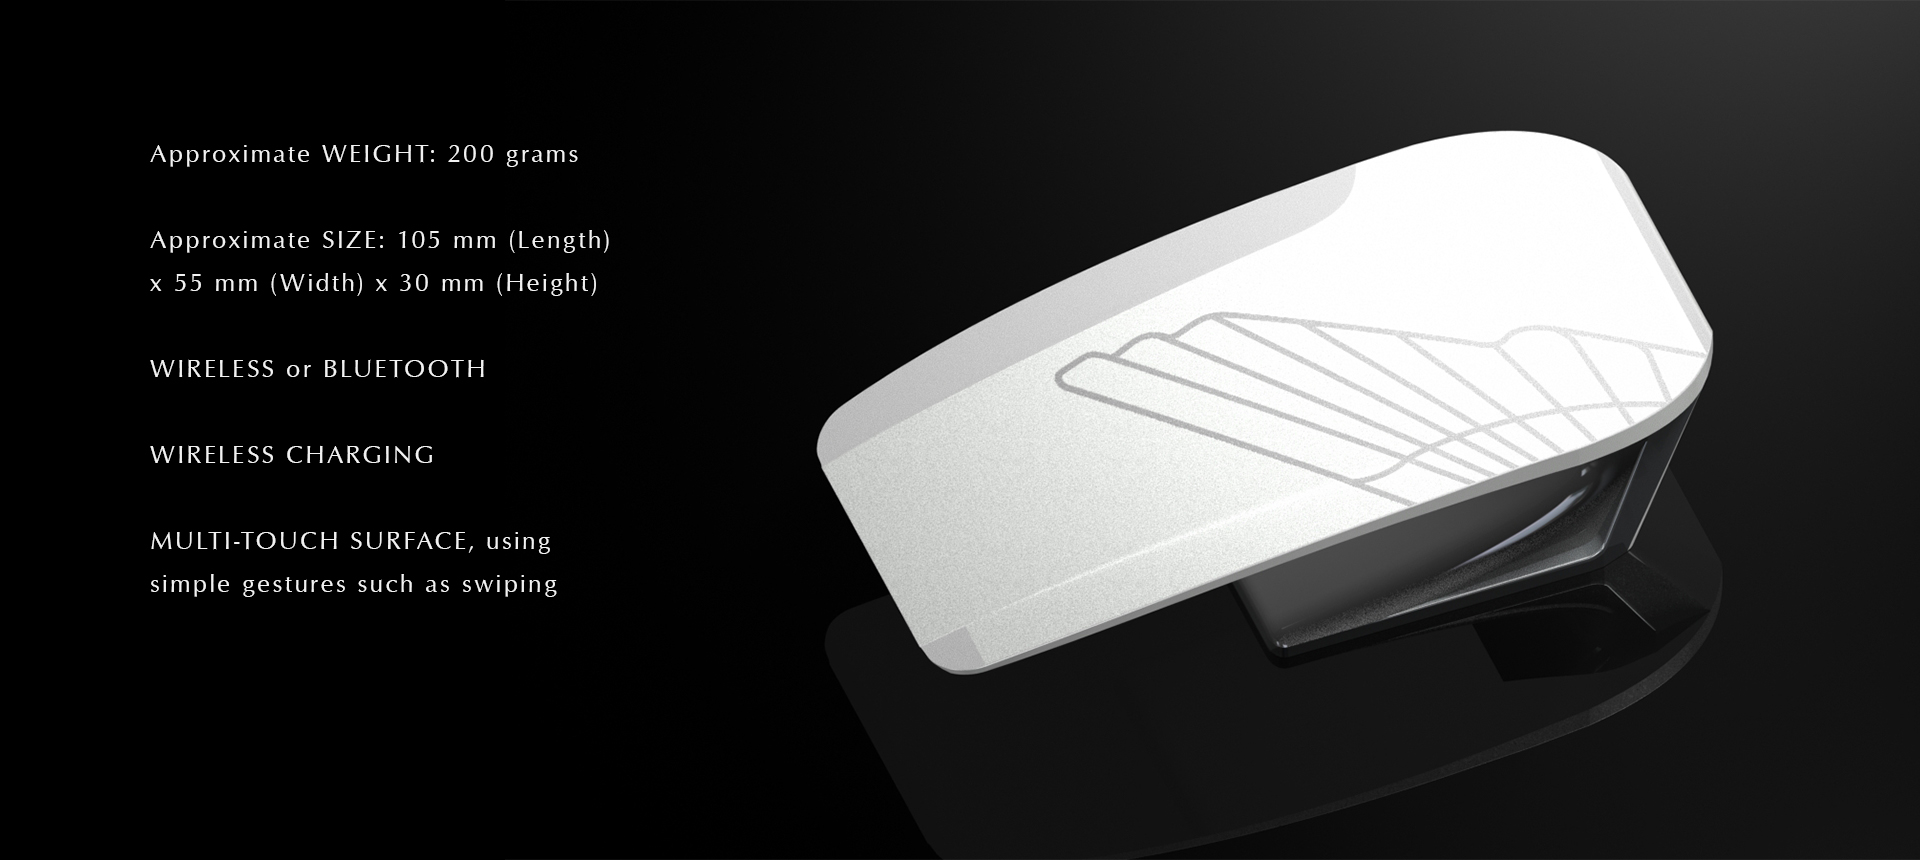 Approximate WEIGHT: 200 grams
Approximate SIZE: 105 mm (Length)
x 55 mm (Width) x 30 mm (Height)
WIRELESS or BLUETOOTH
WIRELESS CHARGING
MULTI-TOUCH SURFACE, using
simple gestures such as swiping